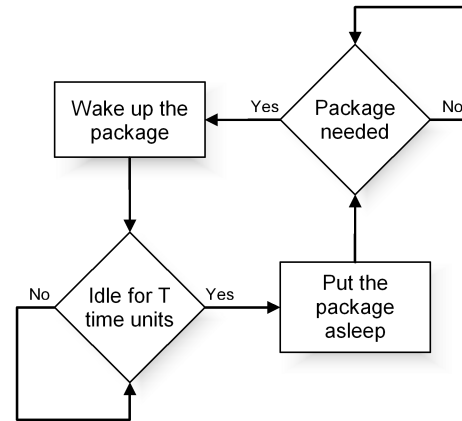 Wake up the
package
Yes
Package
needed
No
No
Idle for T
time units
Yes
Put the
package
asleep